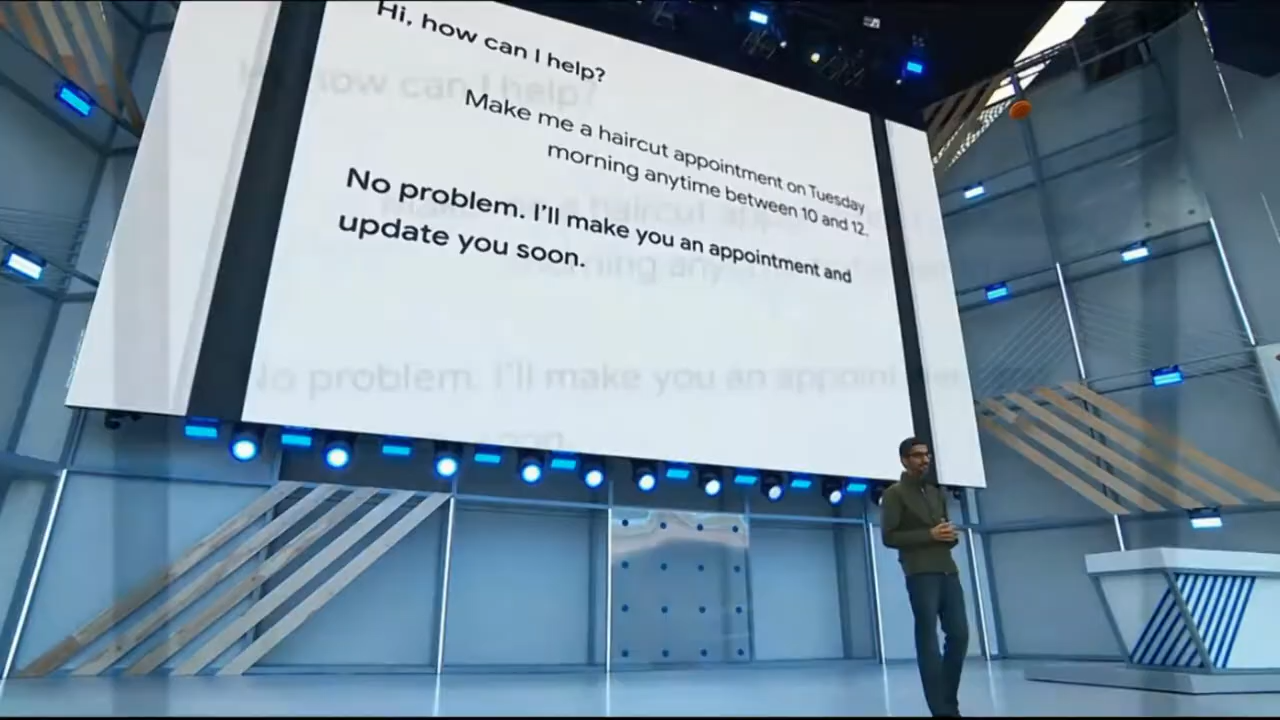 Hi, how can I help?
Make me a haircut appointment on Tuesday
morning anytime between 10 and 12.
No problem. I'll make you an appointment and
update you soon.